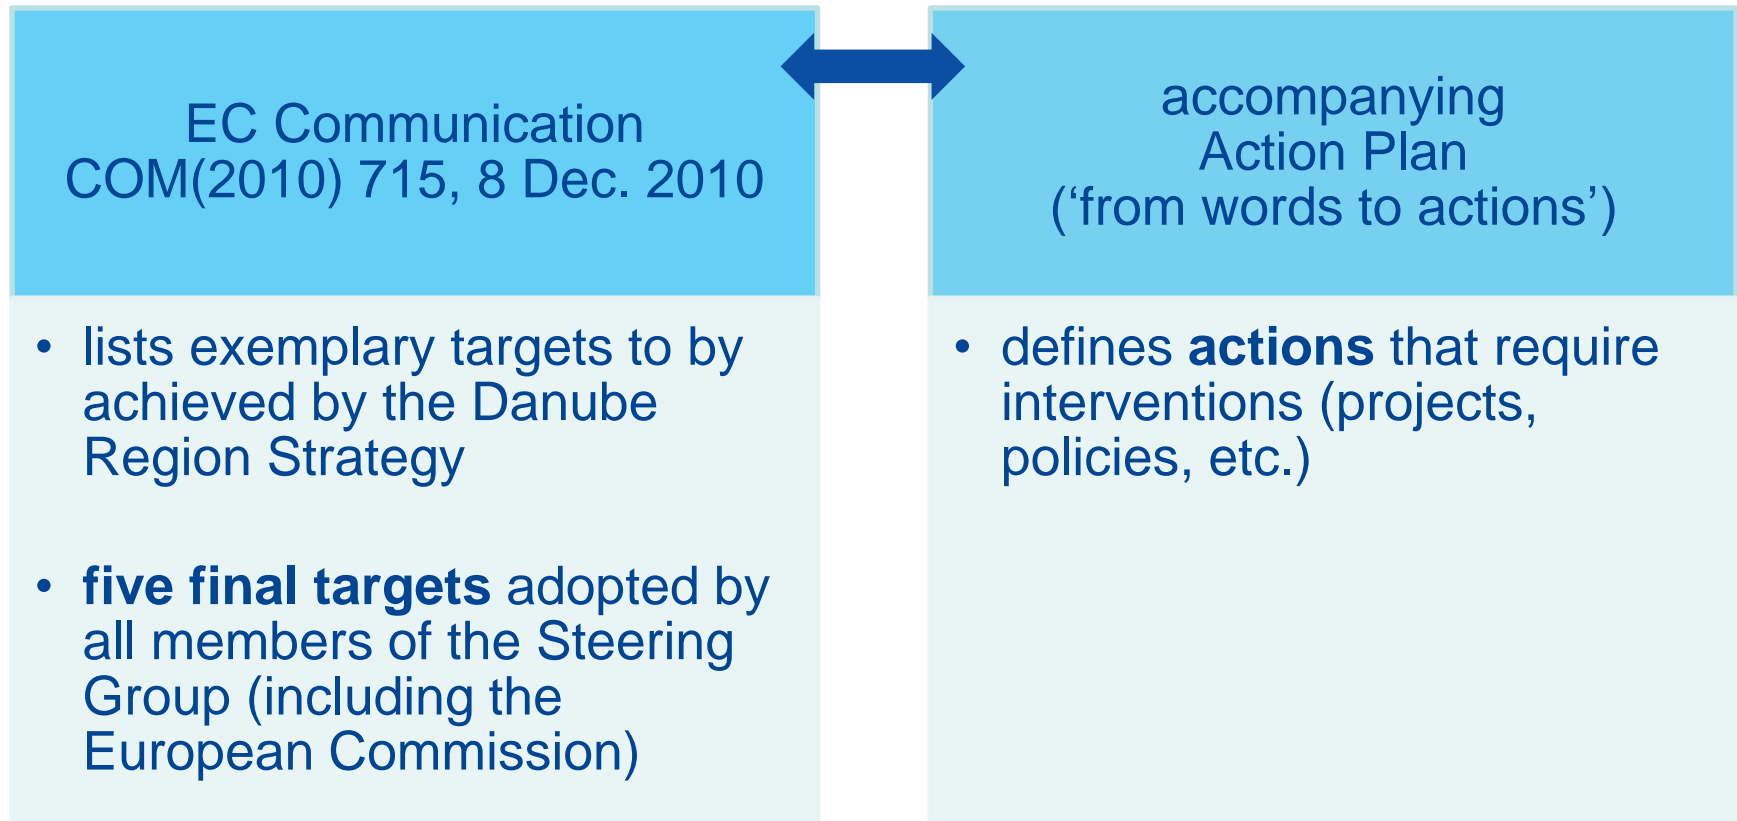 EC Communication
COM(2010) 715, 8 Dec. 2010
• lists exemplary targets to by
achieved by the Danube
Region Strategy
• five final targets adopted by
all members of the Steering
Group (including the
European Commission)
accompanying
Action Plan
(‘from words to actions’)
• defines actions that require
interventions (projects,
policies, etc.)